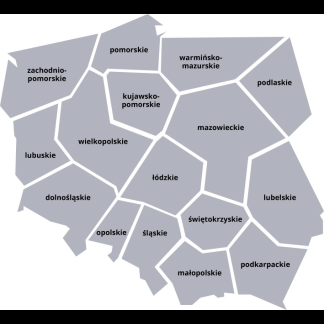 pomorskie
zachodnio-
pomorskie
warmińsko-
mazurskie
podlaskie
kujawsko-
pomorskie
mazowieckie
wielkopolskie
lubuskie
łódzkie
dolnośląskie
lubelskie
opolskie
śląskie
świętokrzyskie
podkarpackie
małopolskie